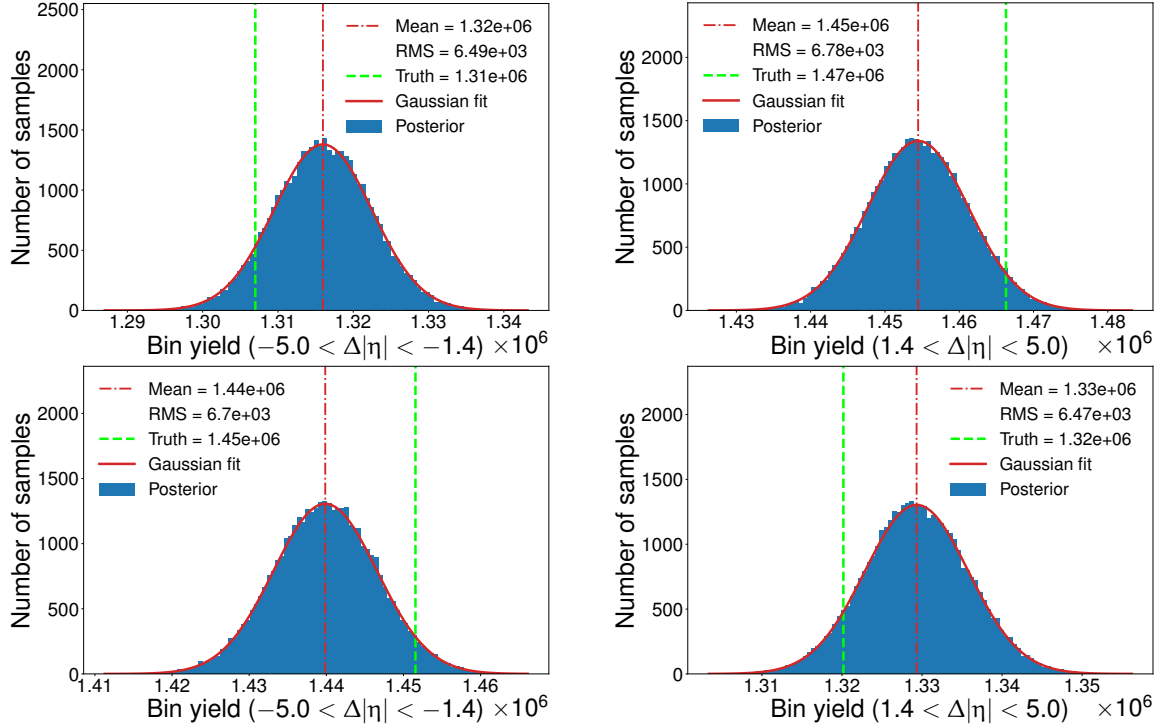 Number of samples
2500
2000
1500
1000
500
0
Mean = 1.32e+06
RMS = 6.49e+03
Truth = 1.31e+06
Gaussian fit
Posterior
1.29 1.30 1.31 1.32 1.33 1.34
Bin yield (−5.0 < Δ|η| < −1.4) ×10⁶
Number of samples
2000
1500
1000
500
0
Mean = 1.45e+06
RMS = 6.78e+03
Truth = 1.47e+06
Gaussian fit
Posterior
1.43 1.44 1.45 1.46 1.47 1.48
Bin yield (1.4 < Δ|η| < 5.0) ×10⁶
Number of samples
2000
1500
1000
500
0
Mean = 1.44e+06
RMS = 6.7e+03
Truth = 1.45e+06
Gaussian fit
Posterior
1.41 1.42 1.43 1.44 1.45 1.46
Bin yield (−5.0 < Δ|η| < −1.4) ×10⁶
Number of samples
2000
1500
1000
500
0
Mean = 1.33e+06
RMS = 6.47e+03
Truth = 1.32e+06
Gaussian fit
Posterior
1.31 1.32 1.33 1.34 1.35
Bin yield (1.4 < Δ|η| < 5.0) ×10⁶